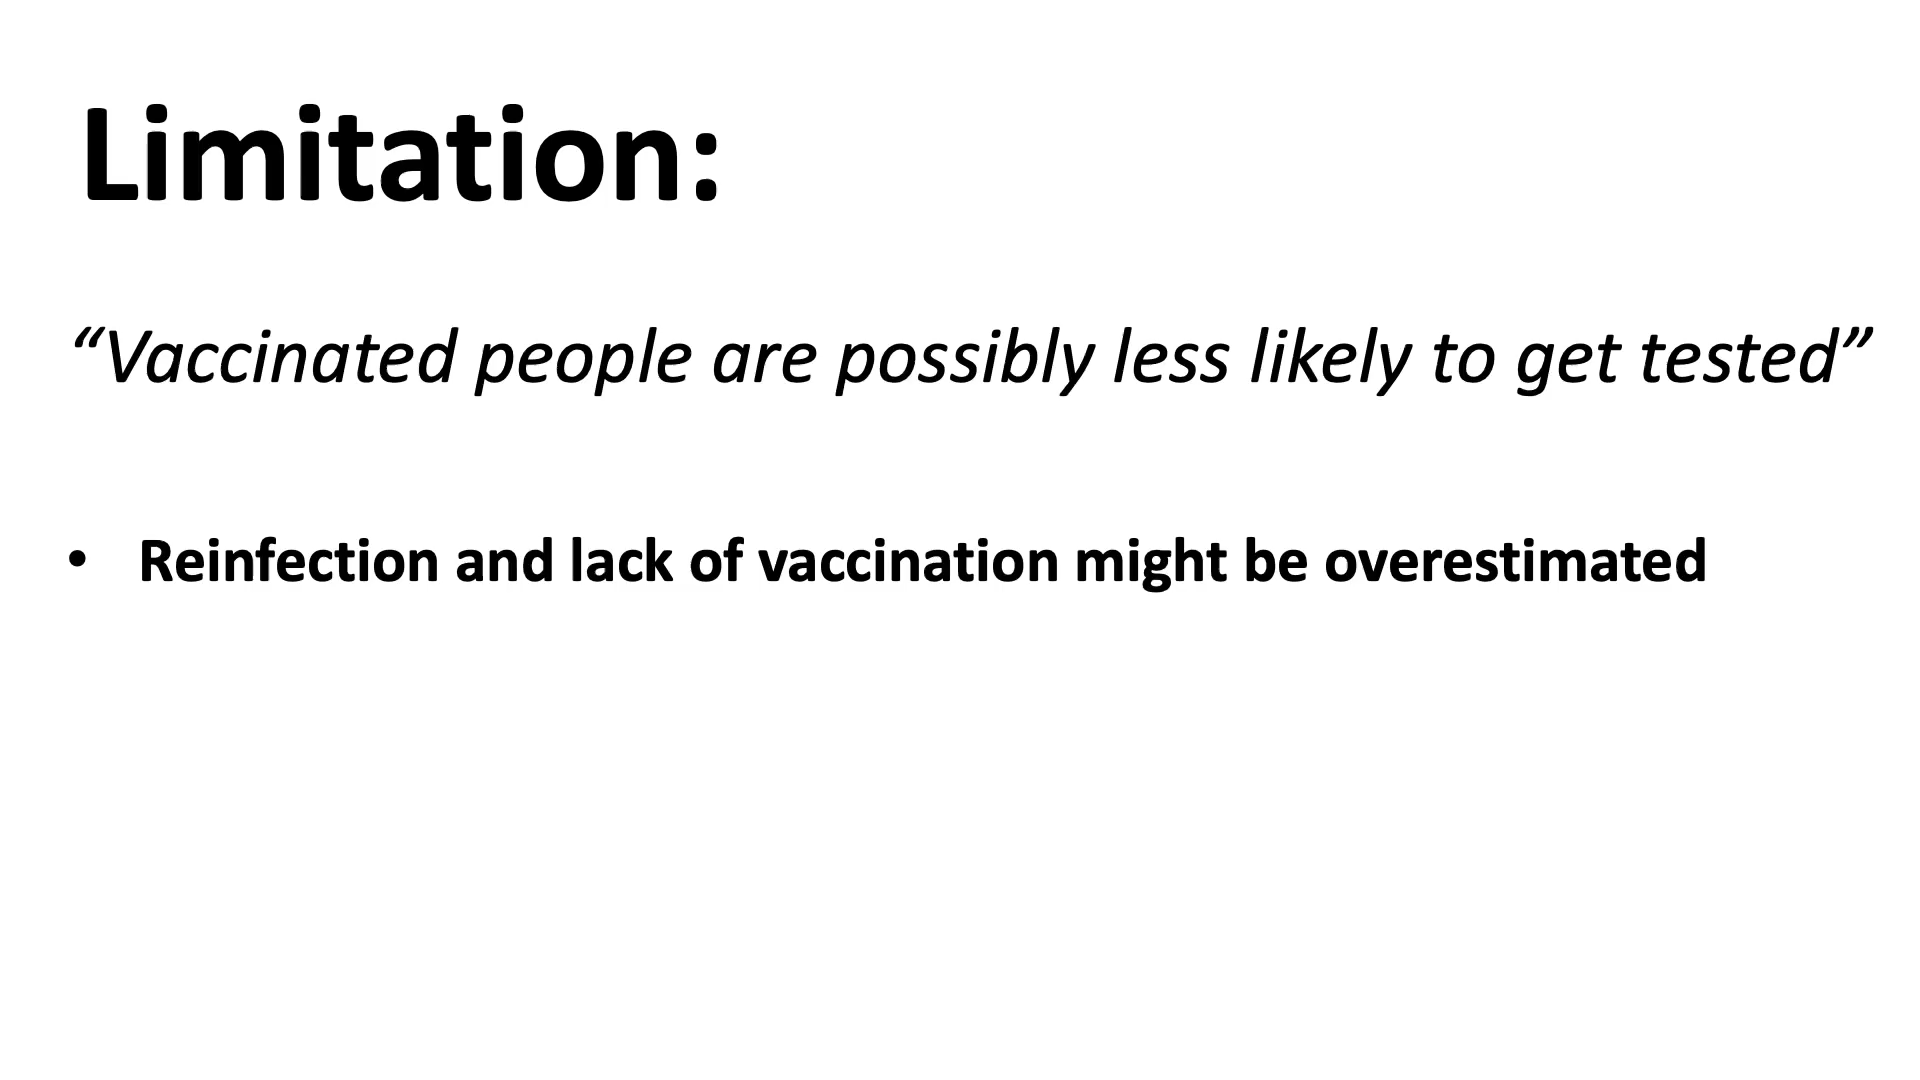 Limitation:
“Vaccinated people are possibly less likely to get tested”
• Reinfection and lack of vaccination might be overestimated